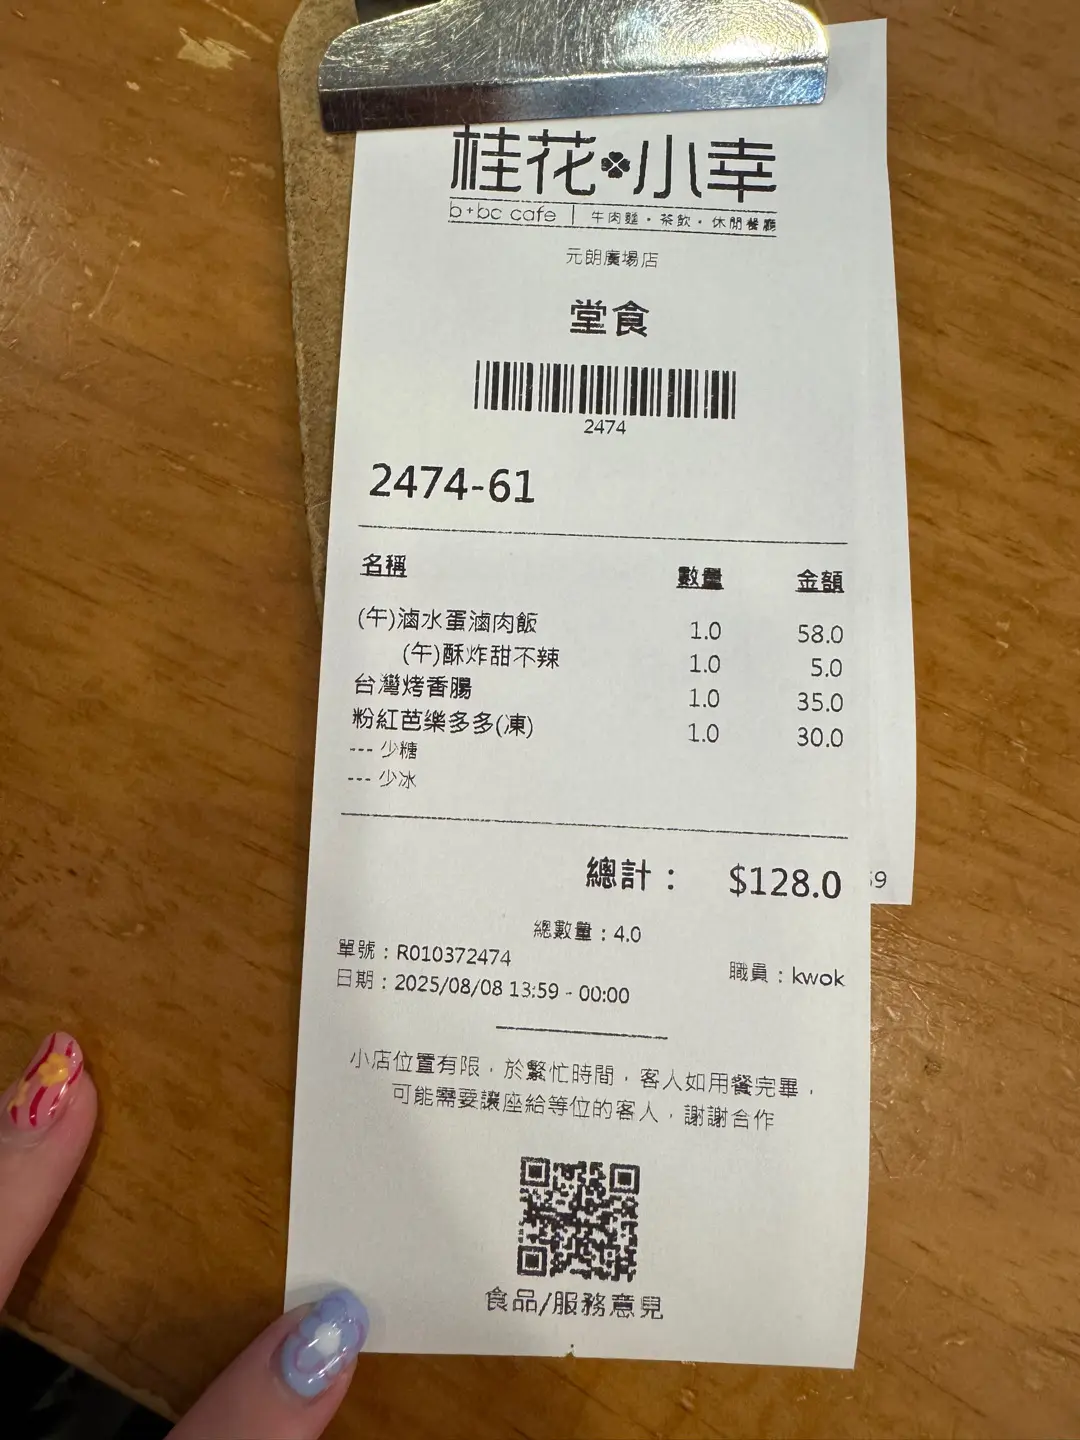 桂花小幸
b+bc cafe | 牛肉麵・茶飲・休閒餐廳
元朗廣場店
堂食
2474
2474-61
名稱 數量 金額
(午)滷水蛋滷肉飯 1.0 58.0
(午)酥炸甜不辣 1.0 5.0
台灣烤香腸 1.0 35.0
粉紅芭樂多多(凍) 1.0 30.0
--- 少糖
--- 少冰
總計： $128.0
總數量：4.0
單號：R010372474
職員：kwok
日期：2025/08/08 13:59 - 00:00
小店位置有限，於繁忙時間，客人如用餐完畢，
可能需要讓座給等位的客人，謝謝合作
食品/服務意見